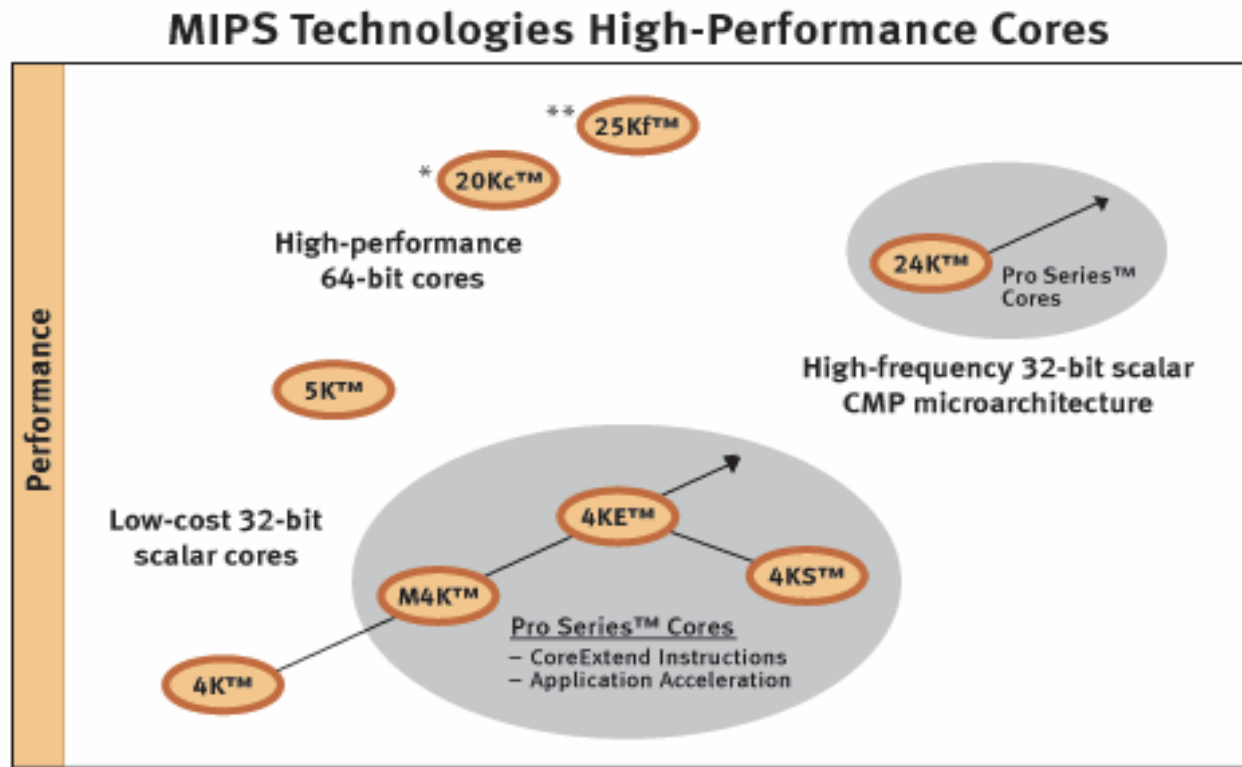 MIPS Technologies High-Performance Cores
Performance
** 25Kf™
* 20Kc™
High-performance
64-bit cores
24K™
Pro Series™
Cores
High-frequency 32-bit scalar
CMP microarchitecture
5K™
Low-cost 32-bit
scalar cores
4KE™
4KS™
M4K™
Pro Series™ Cores
– CoreExtend Instructions
– Application Acceleration
4K™